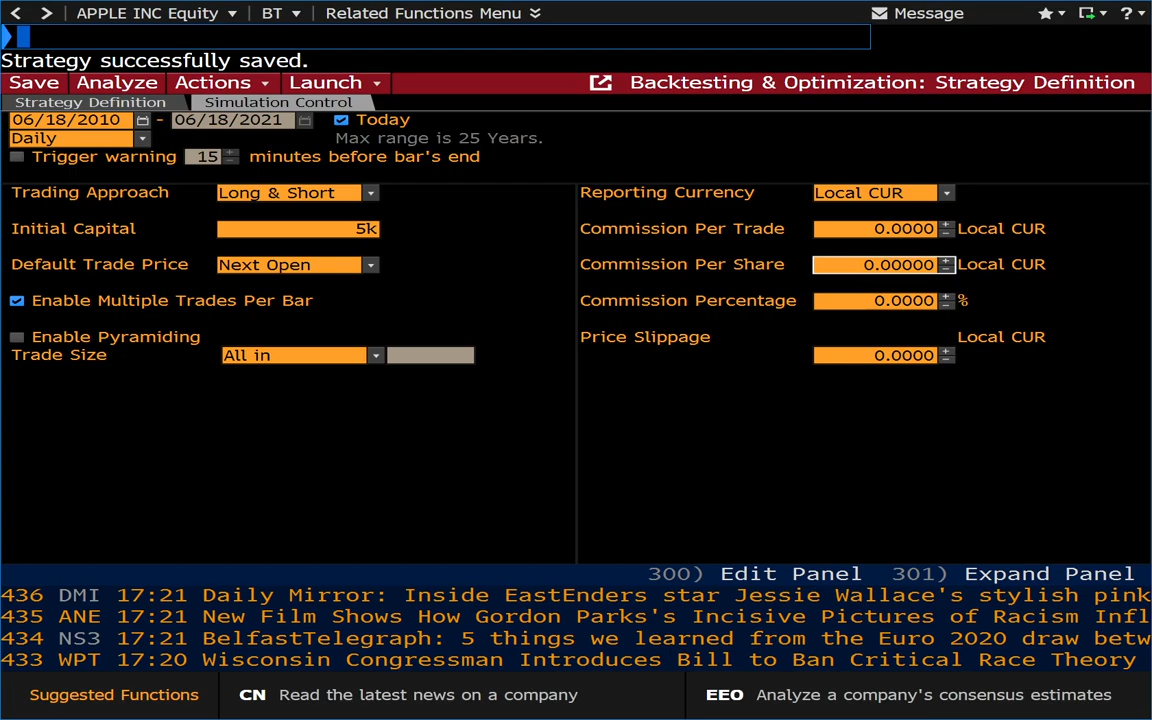 APPLE INC Equity BT Related Functions Menu Message ?
Strategy successfully saved.
Save Analyze Actions Launch Backtesting & Optimization: Strategy Definition
Strategy Definition Simulation Control
06/18/2010 - 06/18/2021 Today
Daily Max range is 25 Years.
Trigger warning 15 minutes before bar's end
Trading Approach Long & Short Reporting Currency Local CUR
Initial Capital 5k Commission Per Trade 0.0000 Local CUR
Default Trade Price Next Open Commission Per Share 0.00000 Local CUR
Enable Multiple Trades Per Bar Commission Percentage 0.0000 %
Enable Pyramiding Price Slippage Local CUR
Trade Size All in 0.0000
300) Edit Panel 301) Expand Panel
436 DMI 17:21 Daily Mirror: Inside EastEnders star Jessie Wallace's stylish pink
435 ANE 17:21 New Film Shows How Gordon Parks's Incisive Pictures of Racism Infl
434 NS3 17:21 BelfastTelegraph: 5 things we learned from the Euro 2020 draw betw
433 WPT 17:20 Wisconsin Congressman Introduces Bill to Ban Critical Race Theory
Suggested Functions CN Read the latest news on a company EEO Analyze a company's consensus estimates